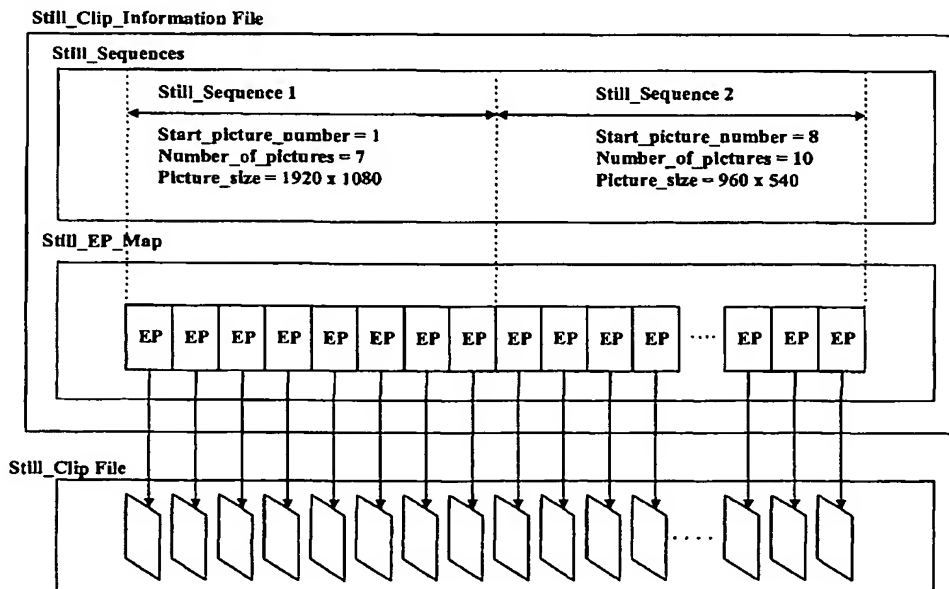 Still_Clip_Information File
Still_Sequences
Still_Sequence 1
Still_Sequence 2
Start_picture_number = 1
Number_of_pictures = 7
Picture_size = 1920 x 1080
Start_picture_number = 8
Number_of_pictures = 10
Picture_size = 960 x 540
Still_EP_Map
EP EP EP EP EP EP EP EP EP EP EP EP ..... EP EP EP
Still_Clip File
.....